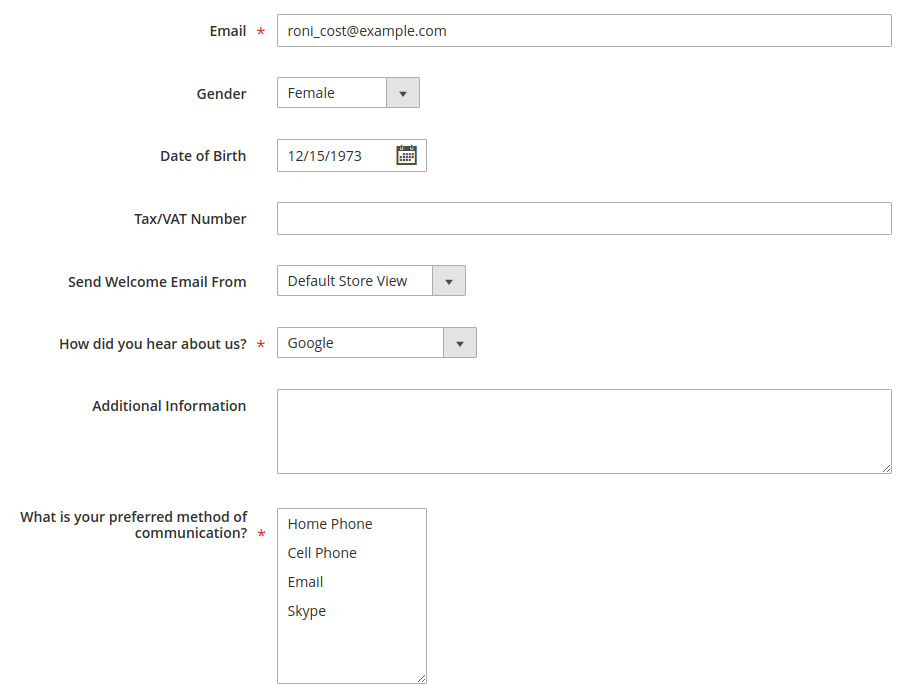 Email * roni_cost@example.com
Gender Female
Date of Birth 12/15/1973
Tax/VAT Number
Send Welcome Email From Default Store View
How did you hear about us? * Google
Additional Information
What is your preferred method of
communication? *
Home Phone
Cell Phone
Email
Skype